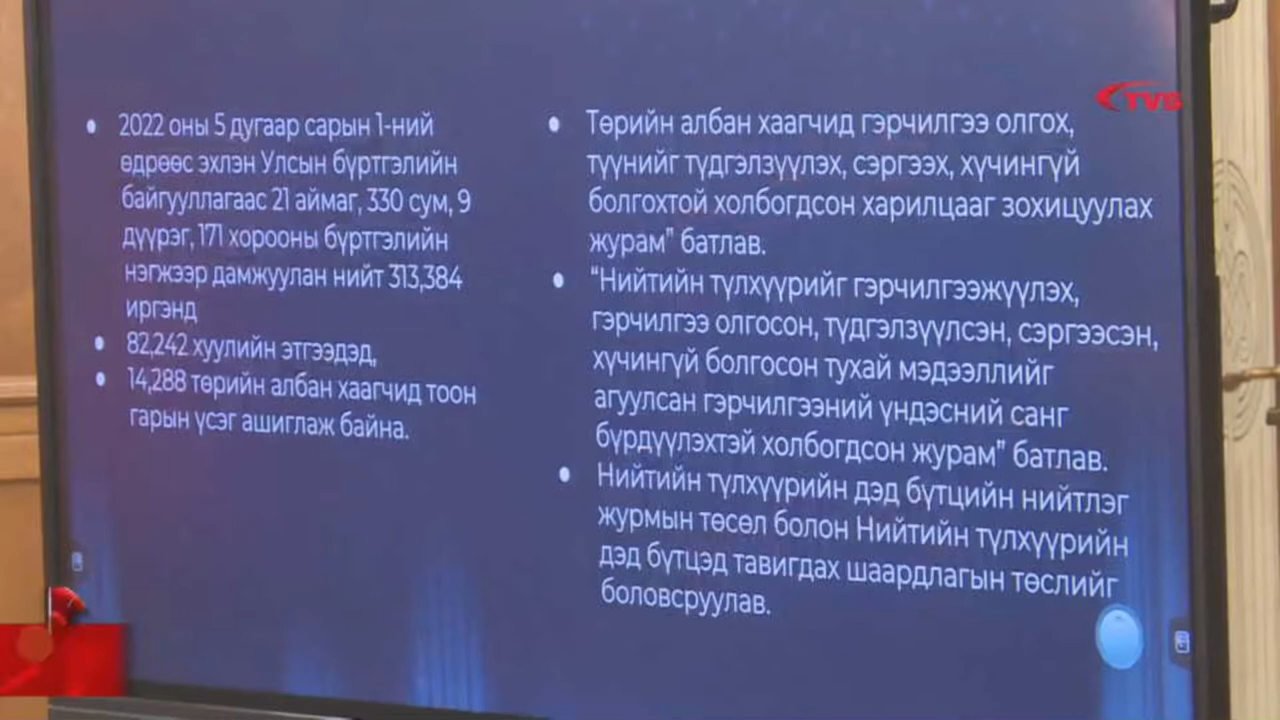 TV5
• 2022 оны 5 дугаар сарын 1-ний
өдрөөс эхлэн Улсын бүртгэлийн
байгууллагаас 21 аймаг, 330 сум, 9
дүүрэг, 171 хорооны бүртгэлийн
нэгжээр дамжуулан нийт 313,384
иргэнд
• 82,242 хуулийн этгээдэд,
• 14,288 төрийн албан хаагчид тоон
гарын үсэг ашиглаж байна.
• Төрийн албан хаагчид гэрчилгээ олгох,
түүнийг түдгэлзүүлэх, сэргээх, хүчингүй
болгохтой холбогдсон харилцааг зохицуулах
журам" батлав.
• "Нийтийн түлхүүрийг гэрчилгээжүүлэх,
гэрчилгээ олгосон, түдгэлзүүлсэн, сэргээсэн,
хүчингүй болгосон тухай мэдээллийг
агуулсан гэрчилгээний үндэсний санг
бүрдүүлэхтэй холбогдсон журам" батлав.
• Нийтийн түлхүүрийн дэд бүтцийн нийтлэг
журмын төсөл болон Нийтийн түлхүүрийн
дэд бүтцэд тавигдах шаардлагын төслийг
боловсруулав.